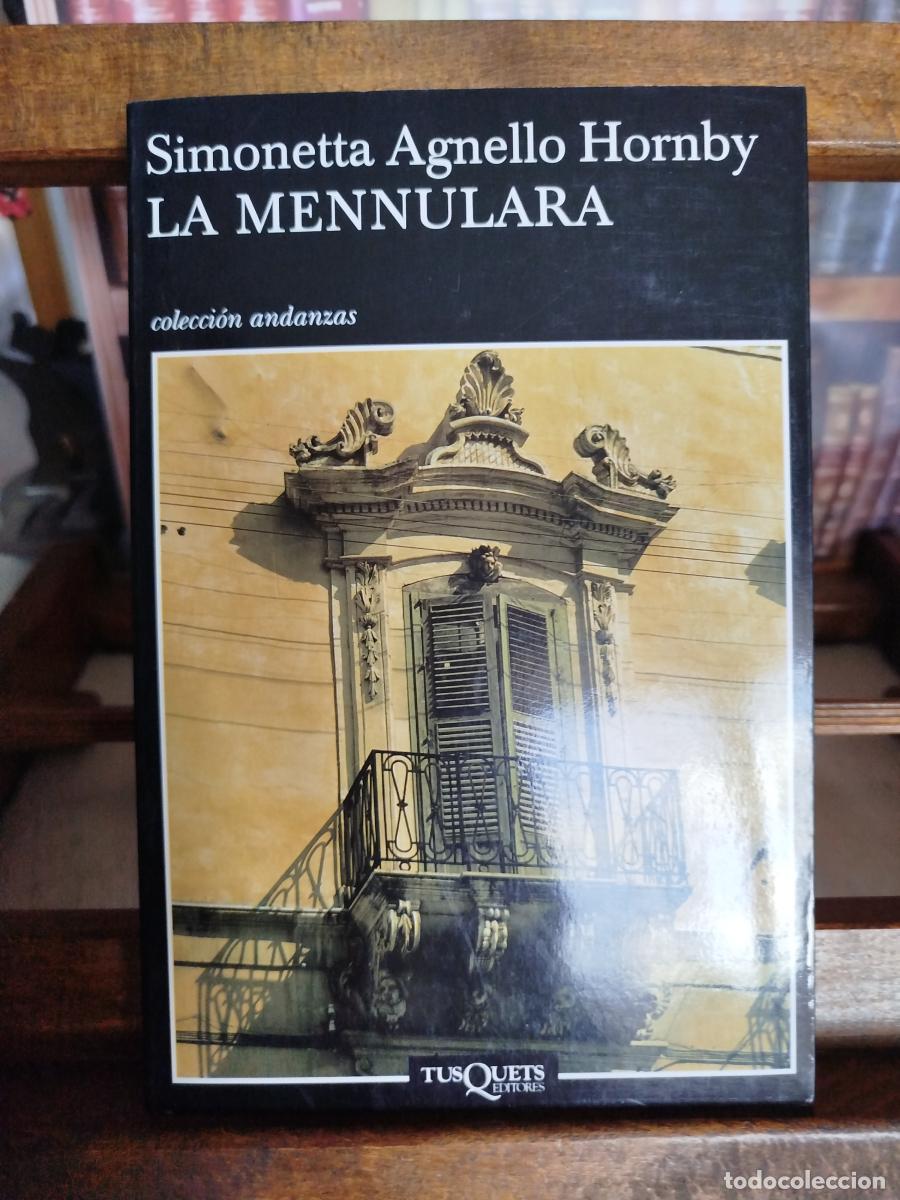 Simonetta Agnello Hornby
LA MENNULARA
colección andanzas
TUSQUETS
EDITORES
todocoleccion